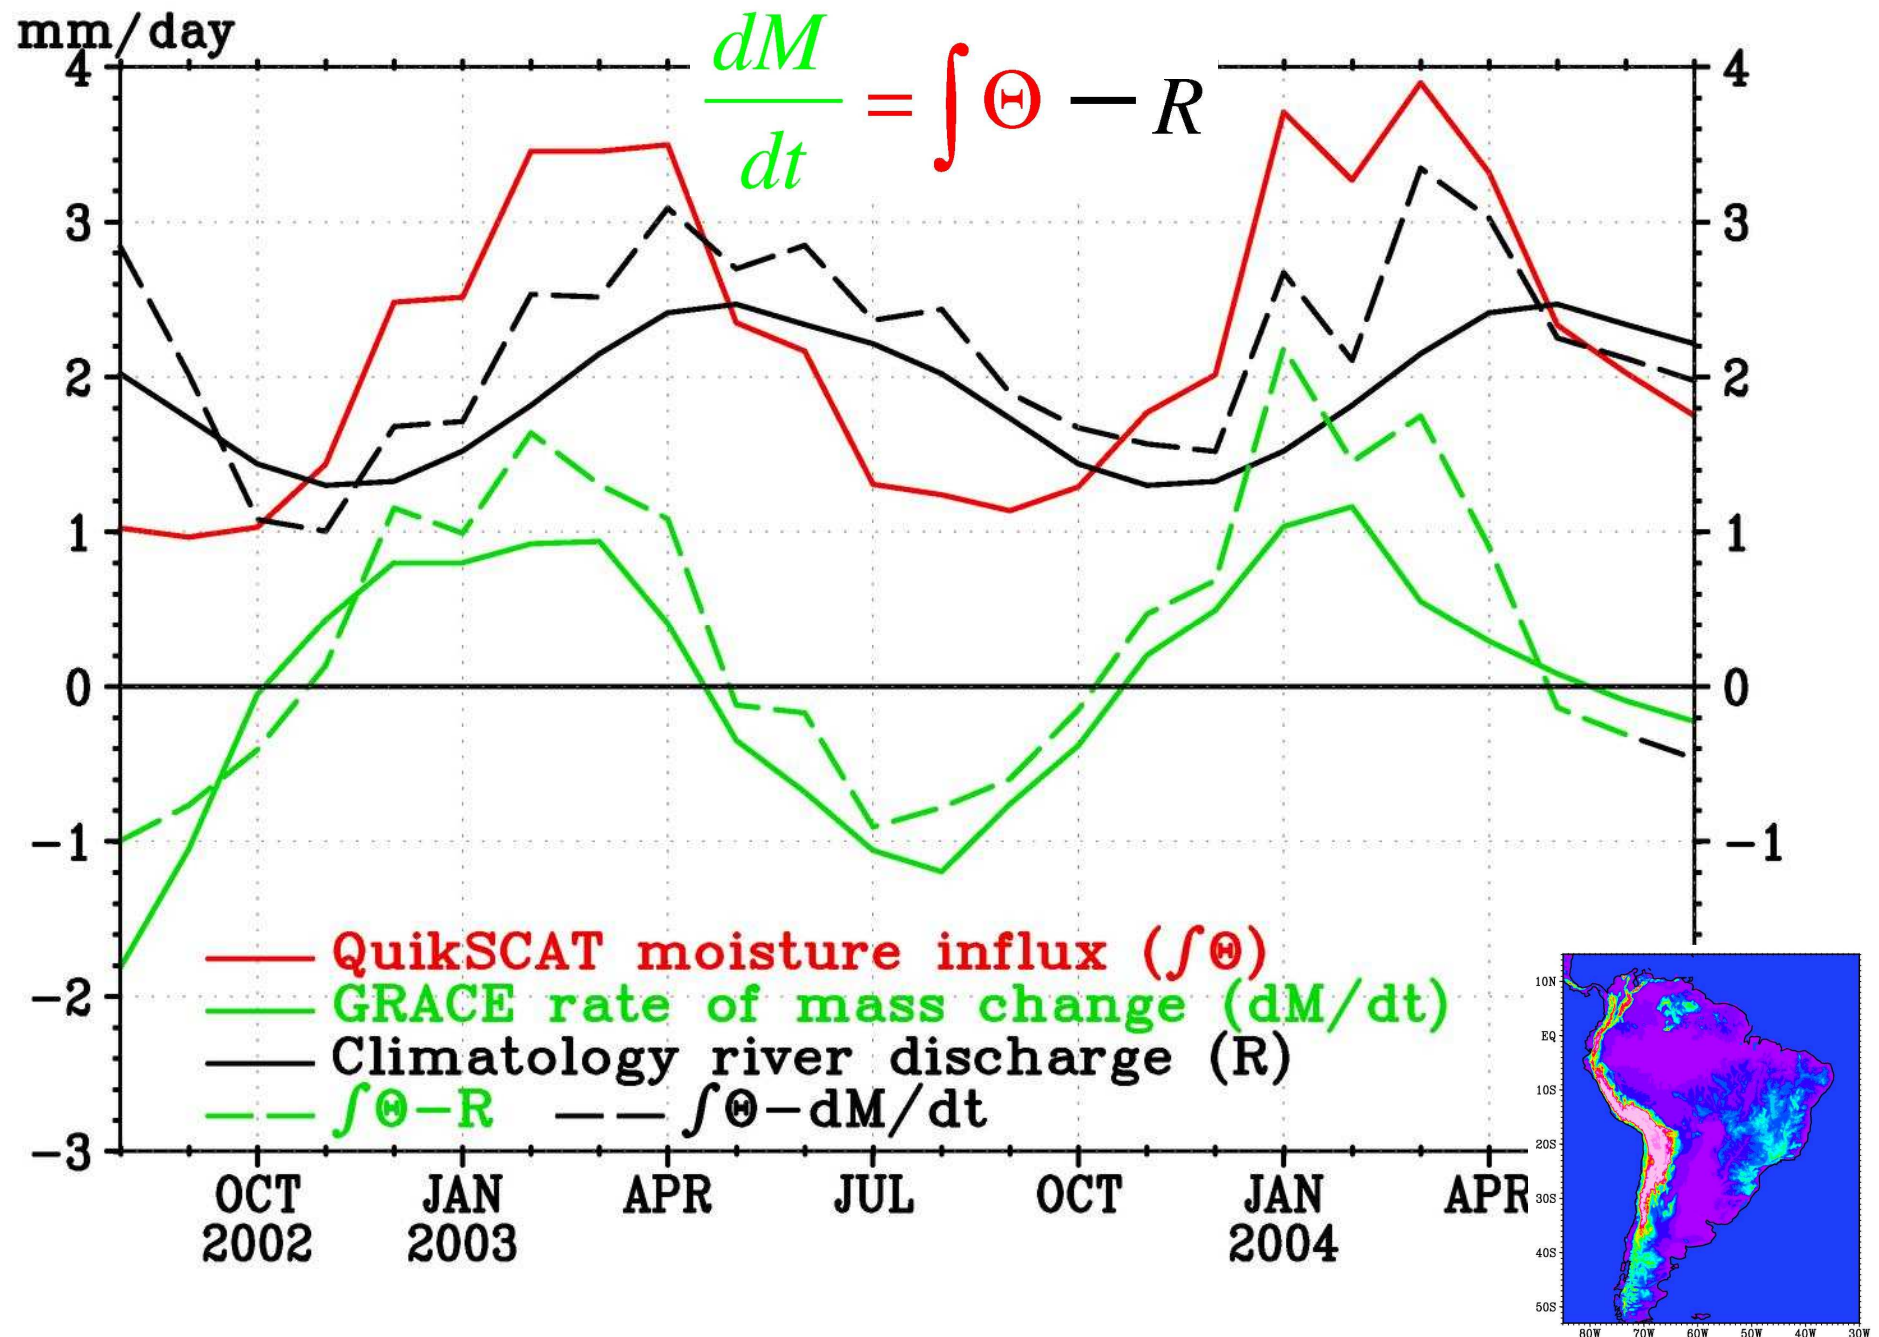 mm/day
dM/dt = ∫Θ − R
4 4
3 3
2 2
1 1
0 0
−1 −1
−2
−3
QuikSCAT moisture influx (∫Θ)
GRACE rate of mass change (dM/dt)
Climatology river discharge (R)
∫Θ−R ∫Θ−dM/dt
OCT JAN APR JUL OCT JAN APR
2002 2003 2004
10N
EQ
10S
20S
30S
40S
50S
80W 70W 60W 50W 40W 30W